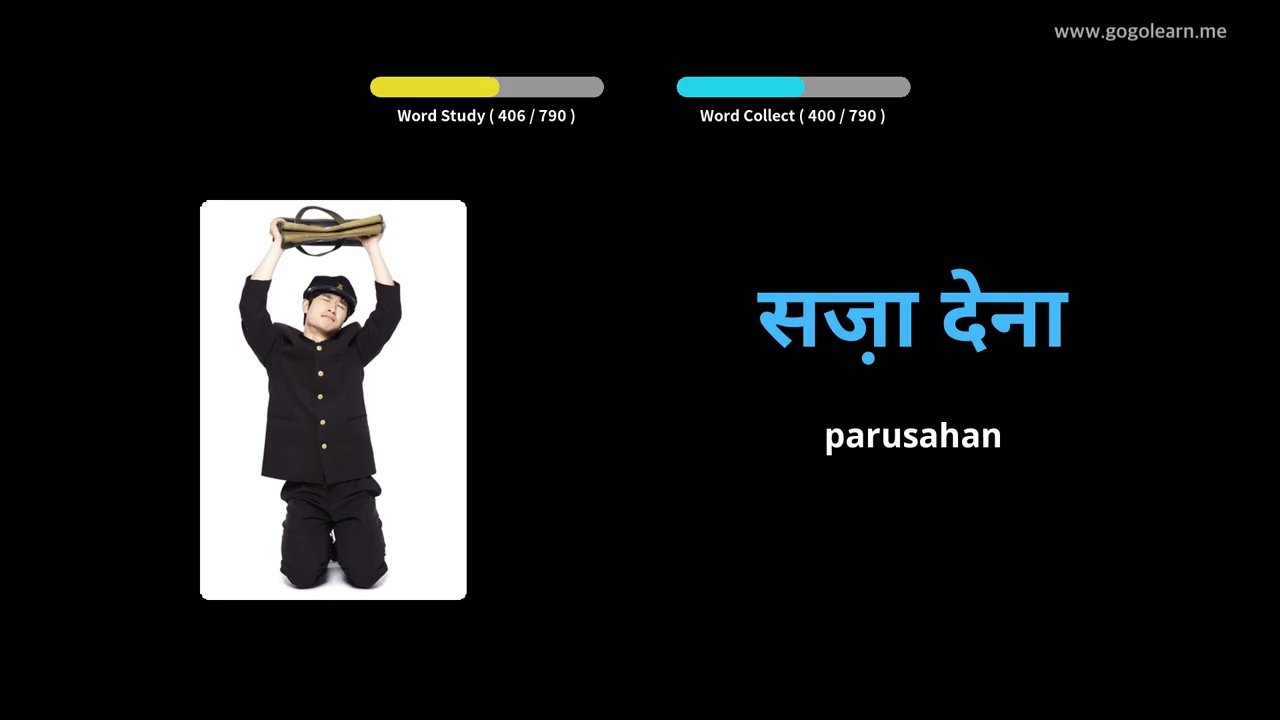 www.gogolearn.me
Word Study ( 406 / 790 )
Word Collect ( 400 / 790 )
सज़ा देना
parusahan